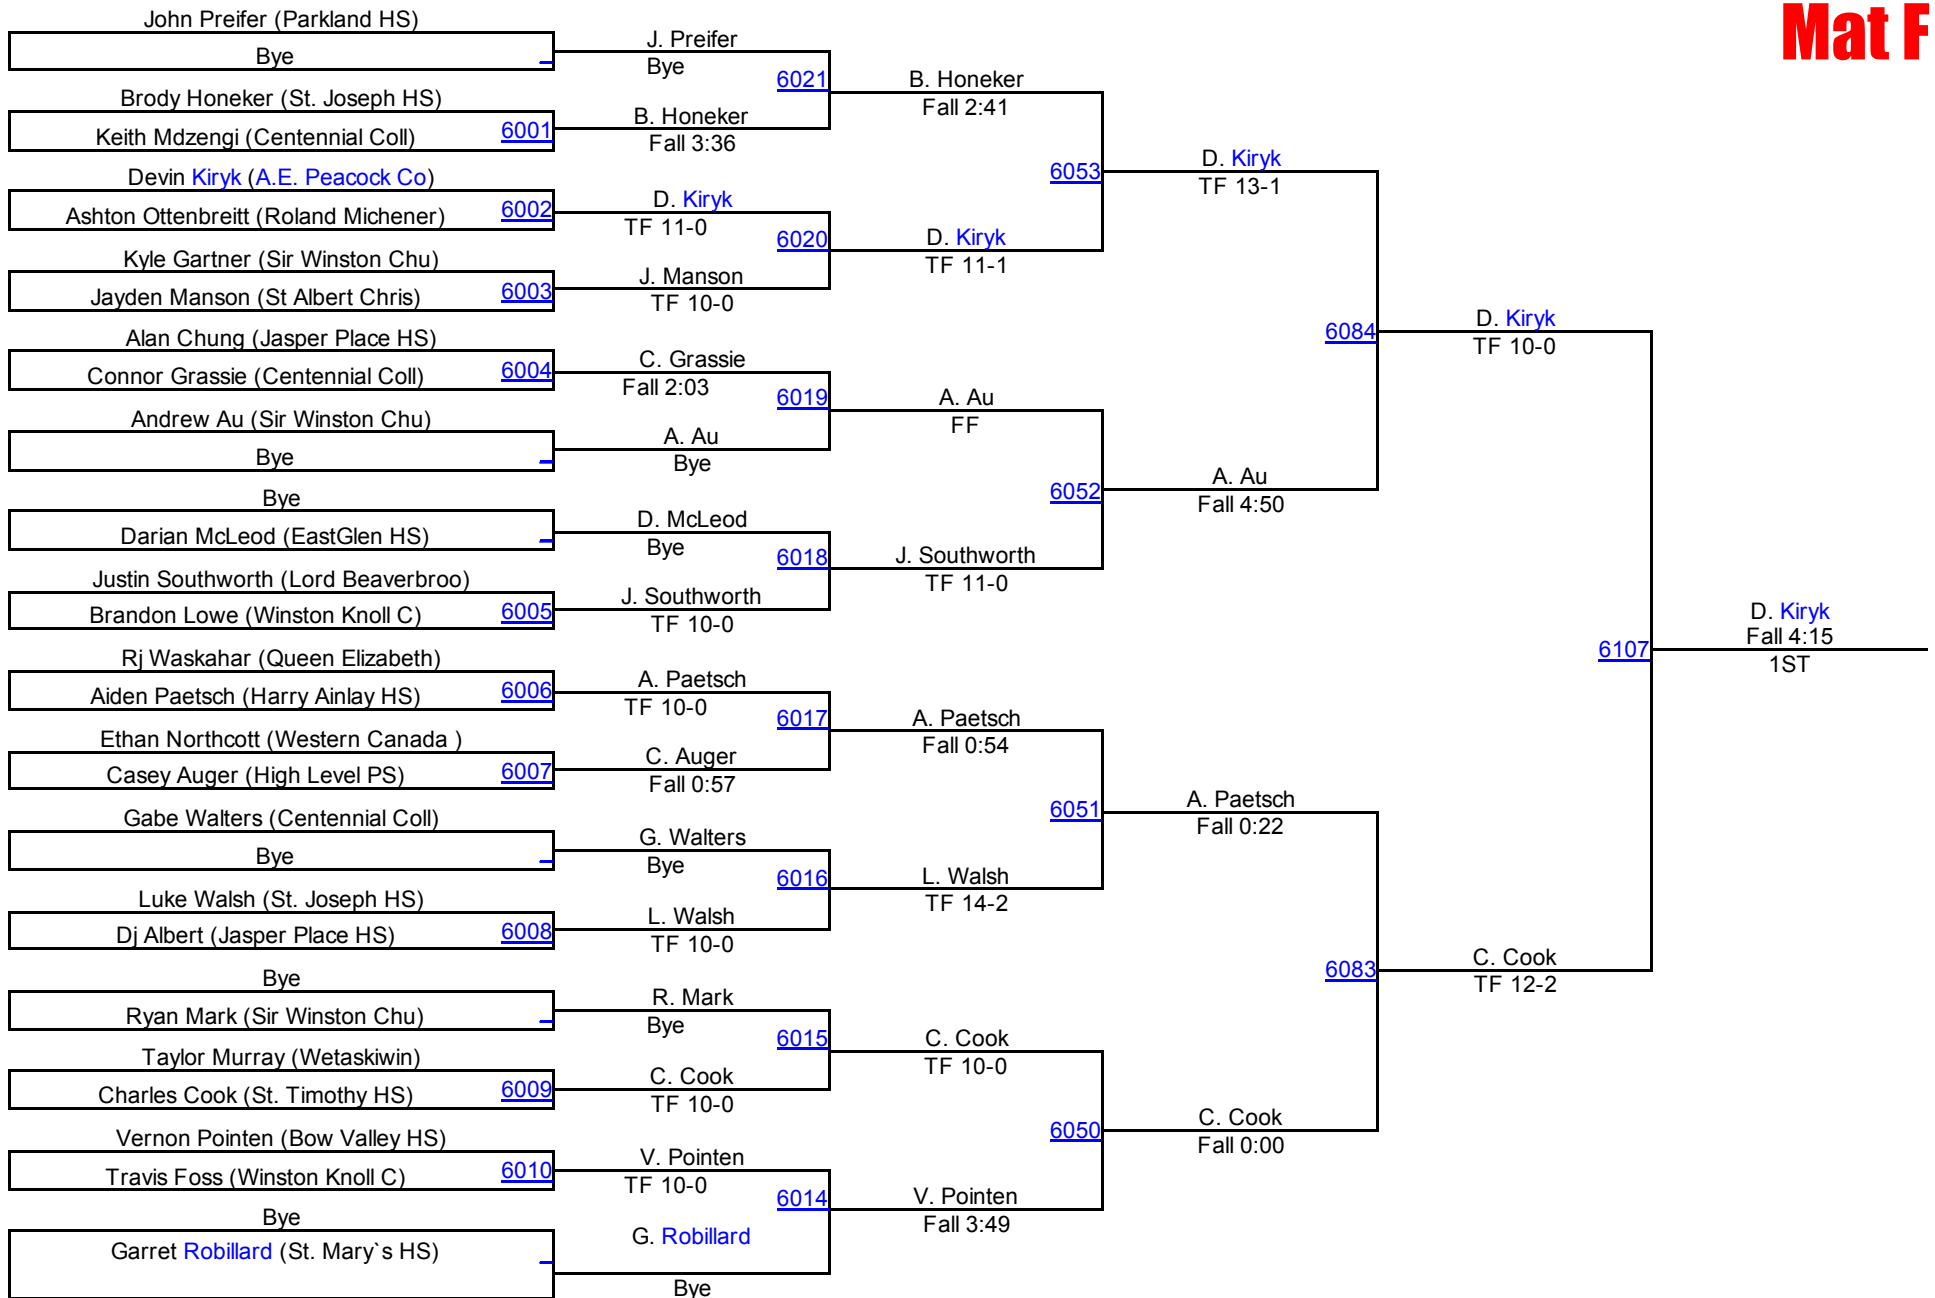 Mat F
John Preifer (Parkland HS)
Bye
J. Preifer
Bye
6021
B. Honeker
Fall 2:41
Brody Honeker (St. Joseph HS)
Keith Mdzengi (Centennial Coll)
6001
B. Honeker
Fall 3:36
6053
D. Kiryk
TF 13-1
Devin Kiryk (A.E. Peacock Co)
Ashton Ottenbreitt (Roland Michener)
6002
D. Kiryk
TF 11-0
6020
D. Kiryk
TF 11-1
Kyle Gartner (Sir Winston Chu)
Jayden Manson (St Albert Chris)
6003
J. Manson
TF 10-0
6084
D. Kiryk
TF 10-0
Alan Chung (Jasper Place HS)
Connor Grassie (Centennial Coll)
6004
C. Grassie
Fall 2:03
6019
A. Au
FF
Andrew Au (Sir Winston Chu)
Bye
A. Au
Bye
6052
A. Au
Fall 4:50
Bye
Darian McLeod (EastGlen HS)
D. McLeod
Bye
6018
J. Southworth
TF 11-0
Justin Southworth (Lord Beaverbroo)
Brandon Lowe (Winston Knoll C)
6005
J. Southworth
TF 10-0
6107
D. Kiryk
Fall 4:15
1ST
Rj Waskahar (Queen Elizabeth)
Aiden Paetsch (Harry Ainlay HS)
6006
A. Paetsch
TF 10-0
6017
A. Paetsch
Fall 0:54
Ethan Northcott (Western Canada )
Casey Auger (High Level PS)
6007
C. Auger
Fall 0:57
6051
A. Paetsch
Fall 0:22
Gabe Walters (Centennial Coll)
Bye
G. Walters
Bye
6016
L. Walsh
TF 14-2
Luke Walsh (St. Joseph HS)
Dj Albert (Jasper Place HS)
6008
L. Walsh
TF 10-0
6083
C. Cook
TF 12-2
Bye
Ryan Mark (Sir Winston Chu)
R. Mark
Bye
6015
C. Cook
TF 10-0
Taylor Murray (Wetaskiwin)
Charles Cook (St. Timothy HS)
6009
C. Cook
TF 10-0
6050
C. Cook
Fall 0:00
Vernon Pointen (Bow Valley HS)
Travis Foss (Winston Knoll C)
6010
V. Pointen
TF 10-0
6014
V. Pointen
Fall 3:49
Bye
Garret Robillard (St. Mary`s HS)
G. Robillard
Bye